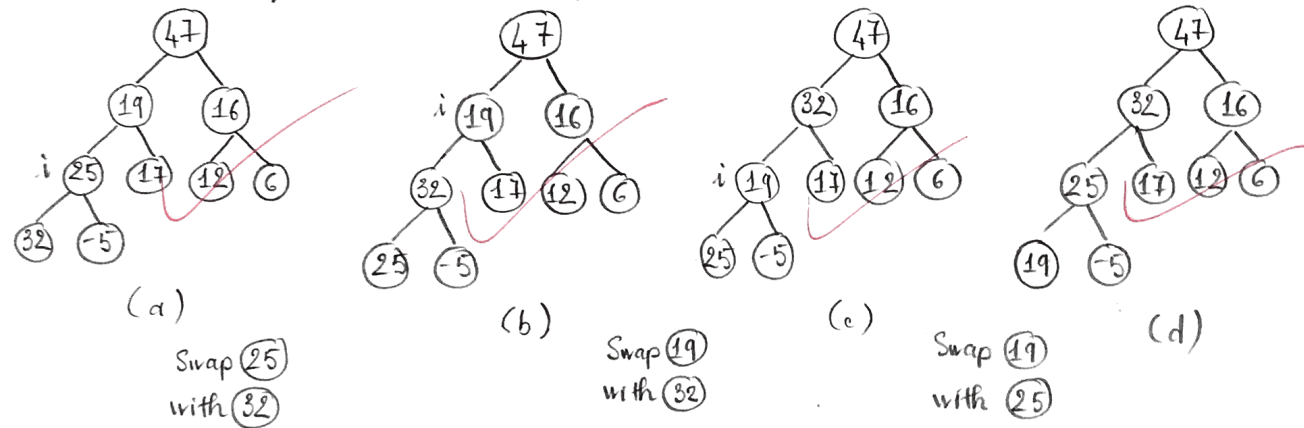 47 47 47 47
19 16 i 19 16 32 16 32 16
i 25 17 12 6 32 17 12 6 i 19 17 12 6 25 17 12 6
32 -5 25 -5 25 -5 19 -5
(a) (b) (c) (d)
Swap 25 Swap 19 Swap 19
with 32 with 32 with 25